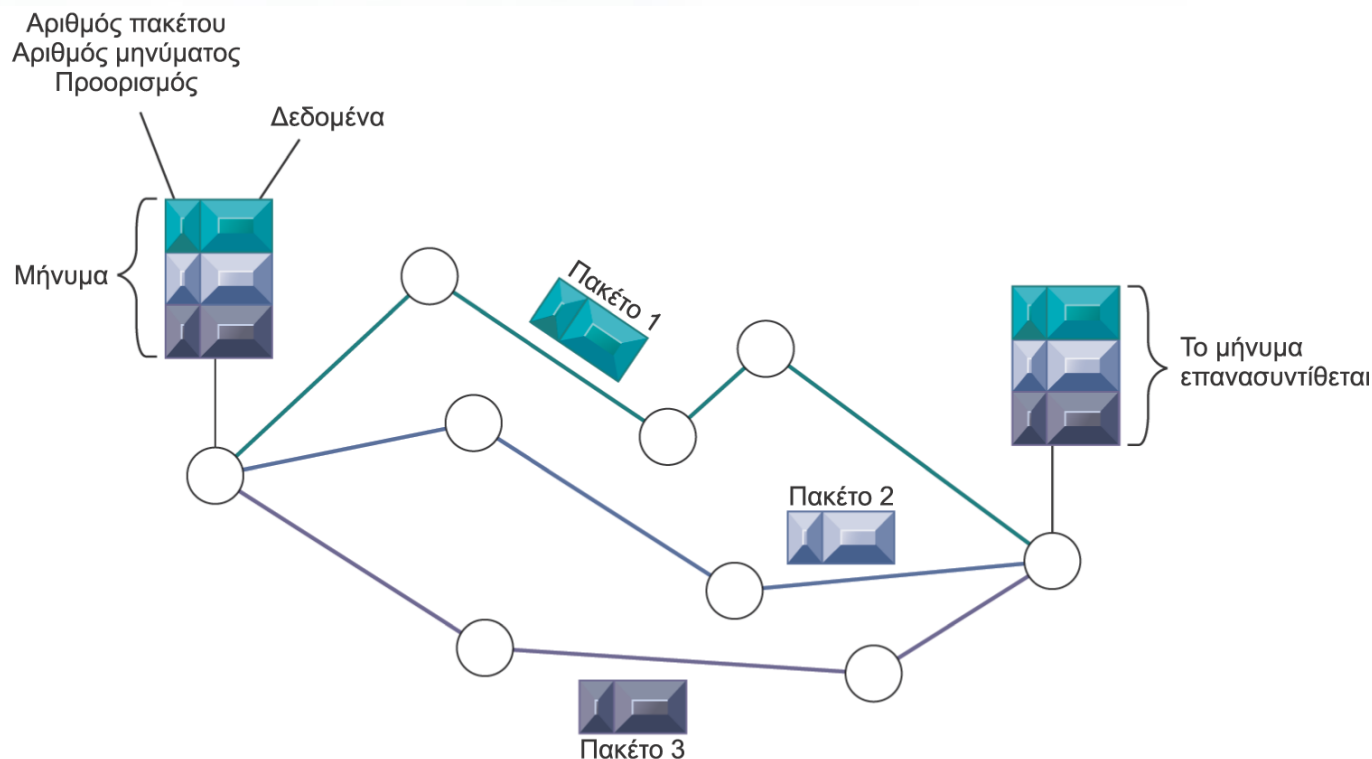 Αριθμός πακέτου
Αριθμός μηνύματος
Προορισμός
Δεδομένα
Μήνυμα
Πακέτο 1
Το μήνυμα
επανασυντίθεται
Πακέτο 2
Πακέτο 3